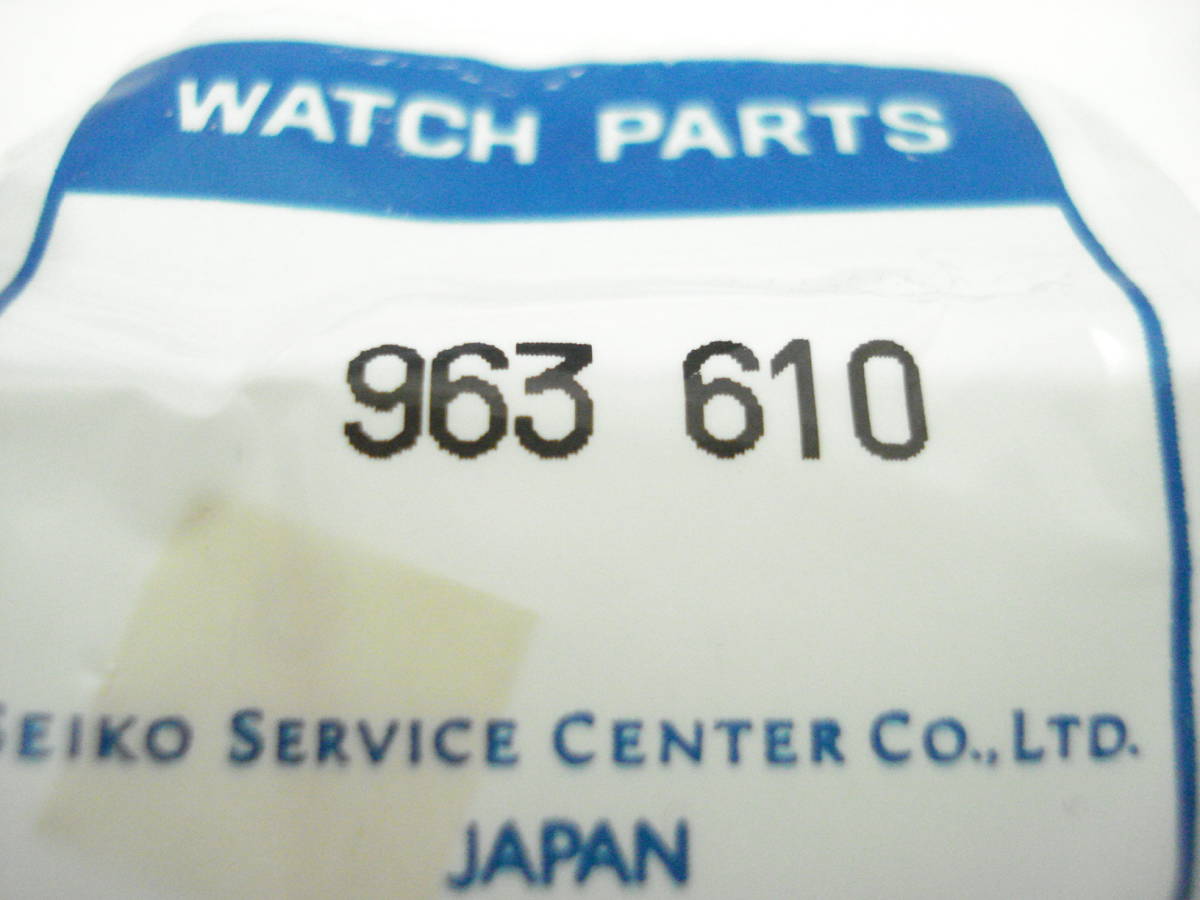 WATCH PARTS
963 610
SEIKO SERVICE CENTER CO., LTD.
JAPAN